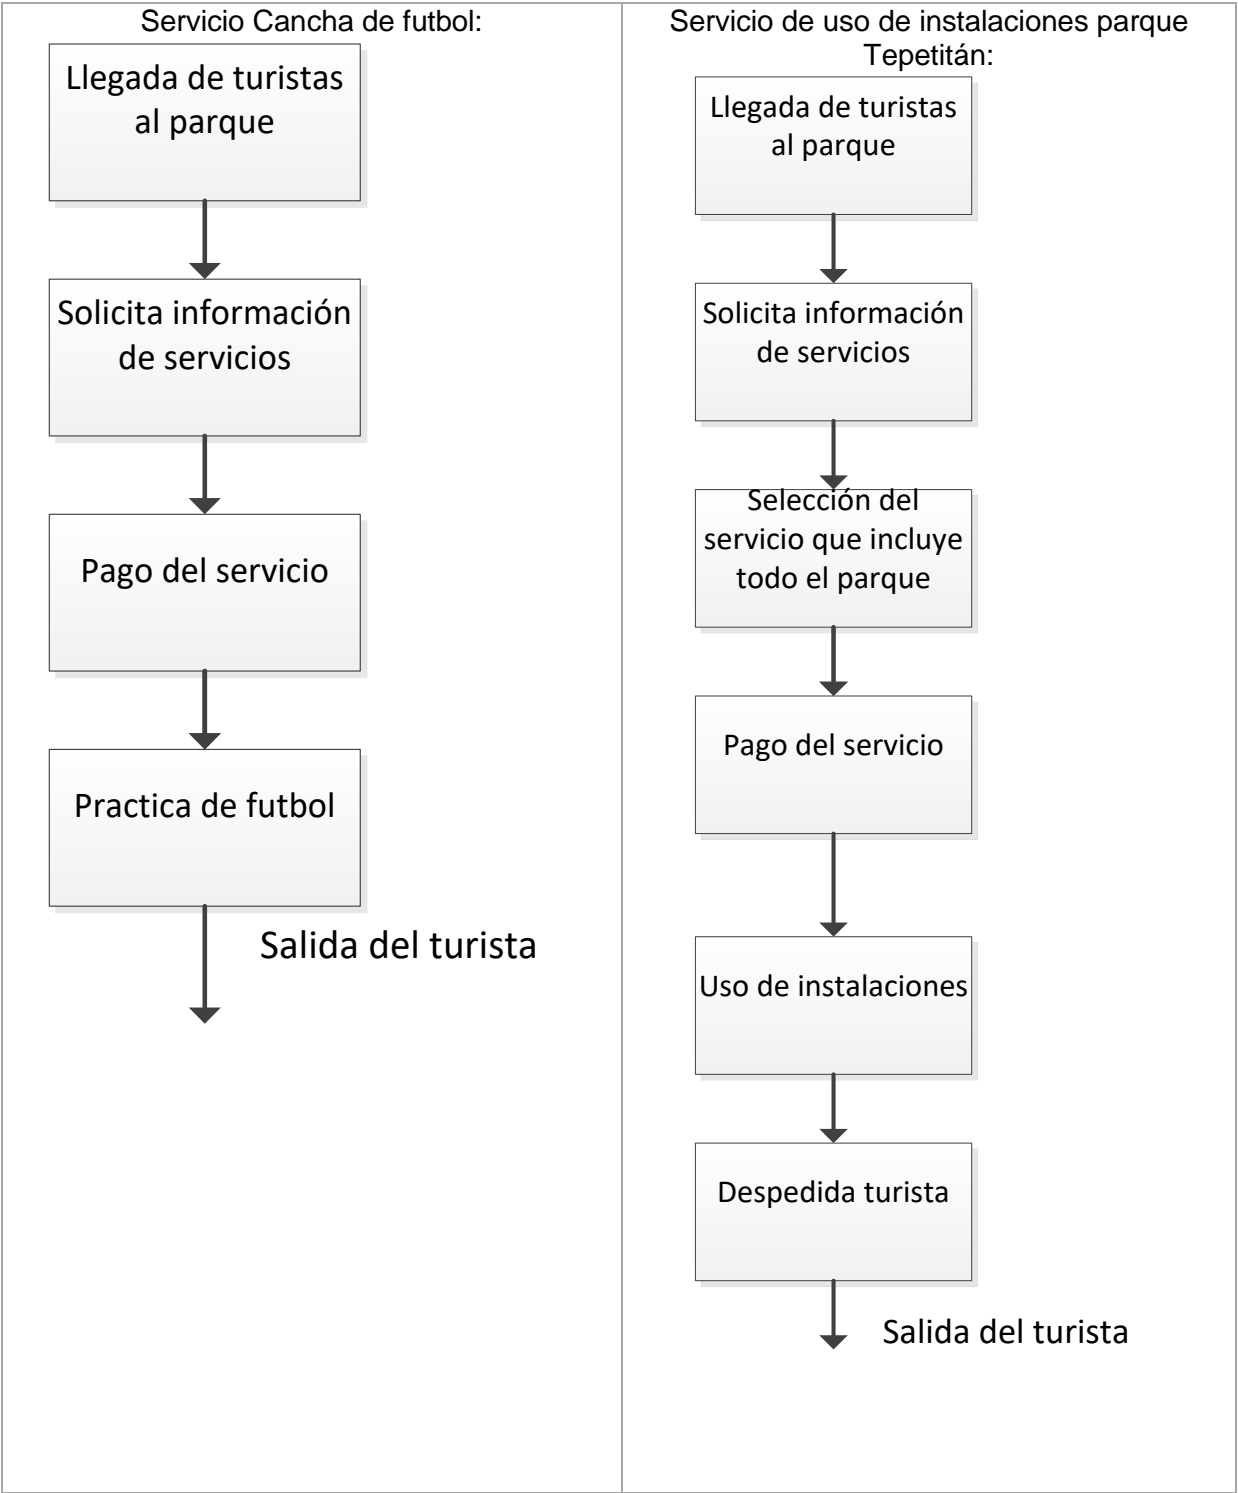 Servicio Cancha de futbol:
Llegada de turistas
al parque
Solicita información
de servicios
Pago del servicio
Practica de futbol
Salida del turista
Servicio de uso de instalaciones parque
Tepetitán:
Llegada de turistas
al parque
Solicita información
de servicios
Selección del
servicio que incluye
todo el parque
Pago del servicio
Uso de instalaciones
Despedida turista
Salida del turista